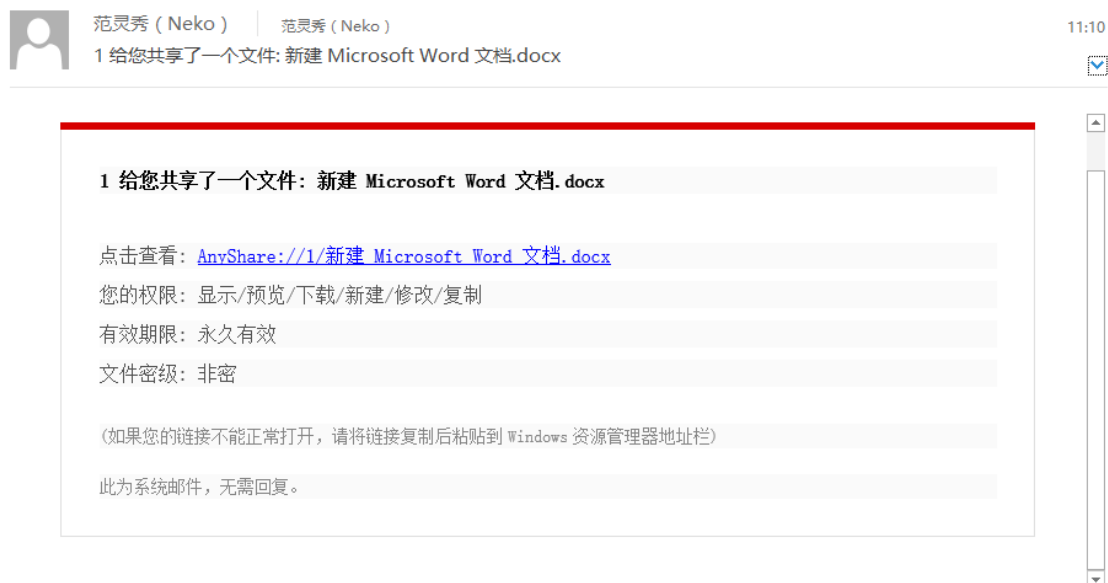 范灵秀（Neko） 范灵秀（Neko） 11:10
1 给您共享了一个文件: 新建 Microsoft Word 文档.docx
1 给您共享了一个文件: 新建 Microsoft Word 文档.docx
点击查看: AnyShare://1/新建 Microsoft Word 文档.docx
您的权限: 显示/预览/下载/新建/修改/复制
有效期限: 永久有效
文件密级: 非密
(如果您的链接不能正常打开，请将链接复制后粘贴到 Windows 资源管理器地址栏)
此为系统邮件，无需回复。